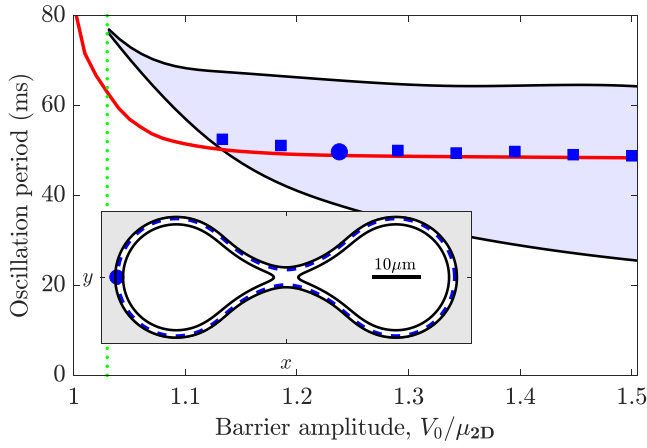 80
60
40
20
0
Oscillation period (ms)
10μm
y
x
1
1.1
1.2
1.3
1.4
1.5
Barrier amplitude, V₀/μ₂D